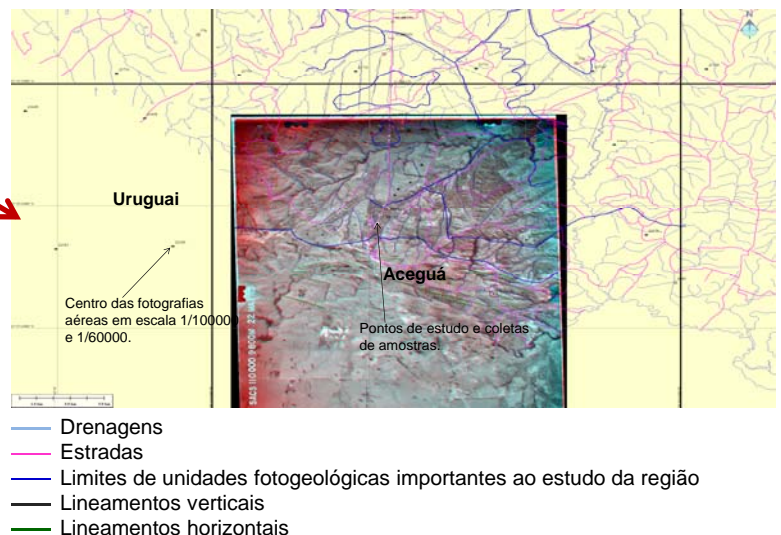 N
Uruguai
Aceguá
Centro das fotografias
aéreas em escala 1/100000
e 1/60000.
Pontos de estudo e coletas
de amostras.
Drenagens
Estradas
Limites de unidades fotogeológicas importantes ao estudo da região
Lineamentos verticais
Lineamentos horizontais